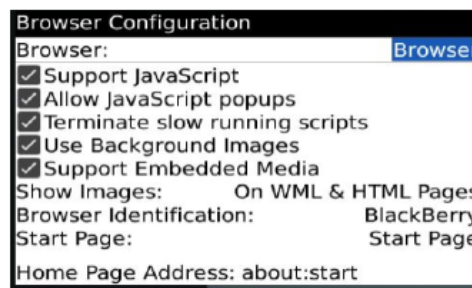 Browser Configuration
Browser: Browser
Support JavaScript
Allow JavaScript popups
Terminate slow running scripts
Use Background Images
Support Embedded Media
Show Images: On WML & HTML Pages
Browser Identification: BlackBerry
Start Page: Start Page
Home Page Address: about:start